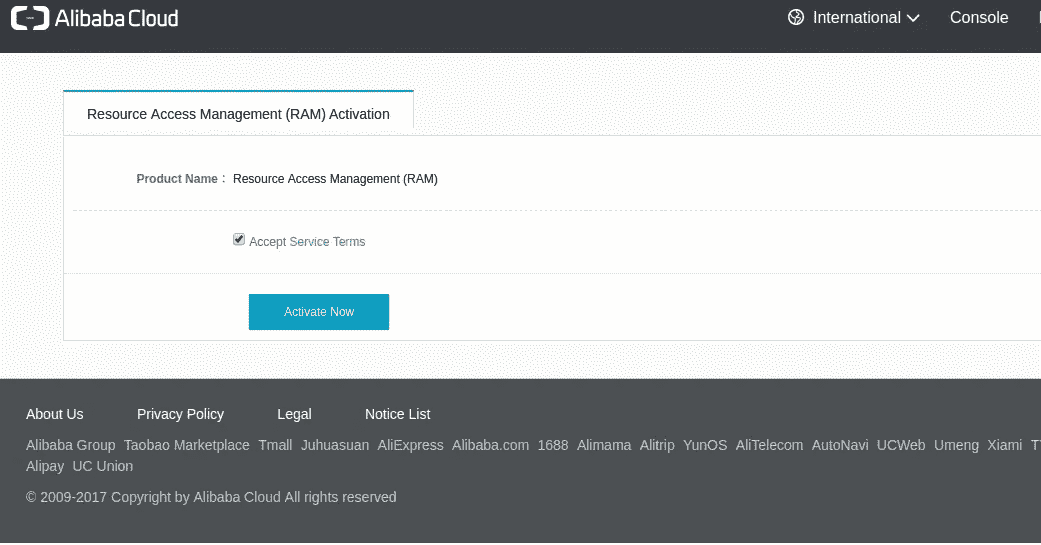 Alibaba Cloud International Console
Resource Access Management (RAM) Activation
Product Name : Resource Access Management (RAM)
Accept Service Terms
Activate Now
About Us Privacy Policy Legal Notice List
Alibaba Group Taobao Marketplace Tmall Juhuasuan AliExpress Alibaba.com 1688 Alimama Alitrip YunOS AliTelecom AutoNavi UCWeb Umeng Xiami
Alipay UC Union
© 2009-2017 Copyright by Alibaba Cloud All rights reserved